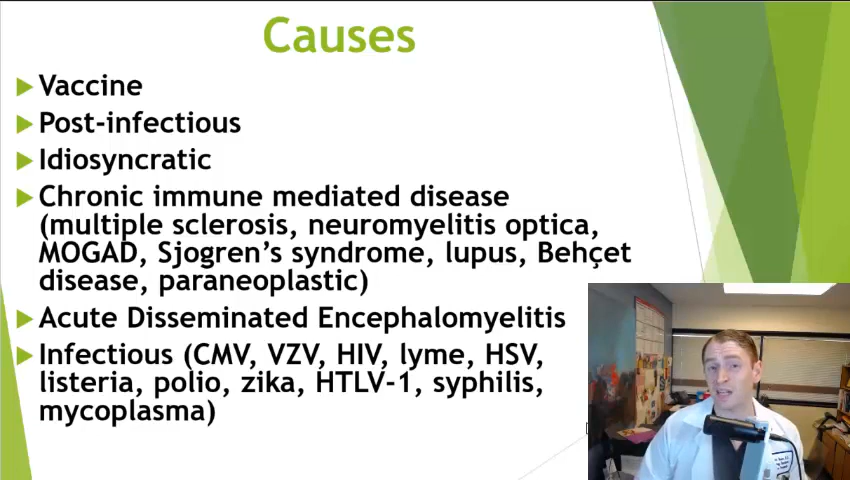 Causes
Vaccine
Post-infectious
Idiosyncratic
Chronic immune mediated disease
(multiple sclerosis, neuromyelitis optica,
MOGAD, Sjogren's syndrome, lupus, Behçet
disease, paraneoplastic)
Acute Disseminated Encephalomyelitis
Infectious (CMV, VZV, HIV, lyme, HSV,
listeria, polio, zika, HTLV-1, syphilis,
mycoplasma)